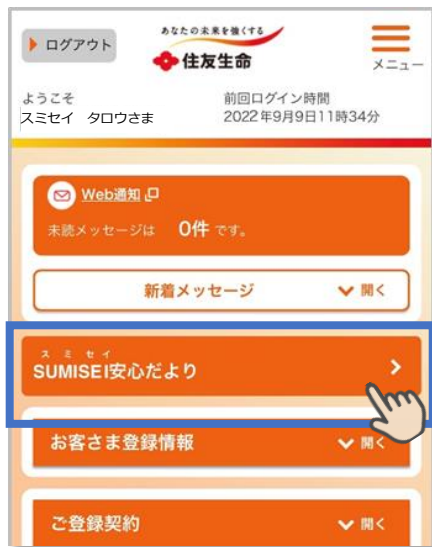 ログアウト
あなたの未来を強くする
住友生命
メニュー
ようこそ
スミセイ タロウさま
前回ログイン時間
2022年9月9日11時34分
Web通知
未読メッセージは 0件 です。
新着メッセージ 開く
スミセイ
SUMISEI安心だより
お客さま登録情報 開く
ご登録契約 開く